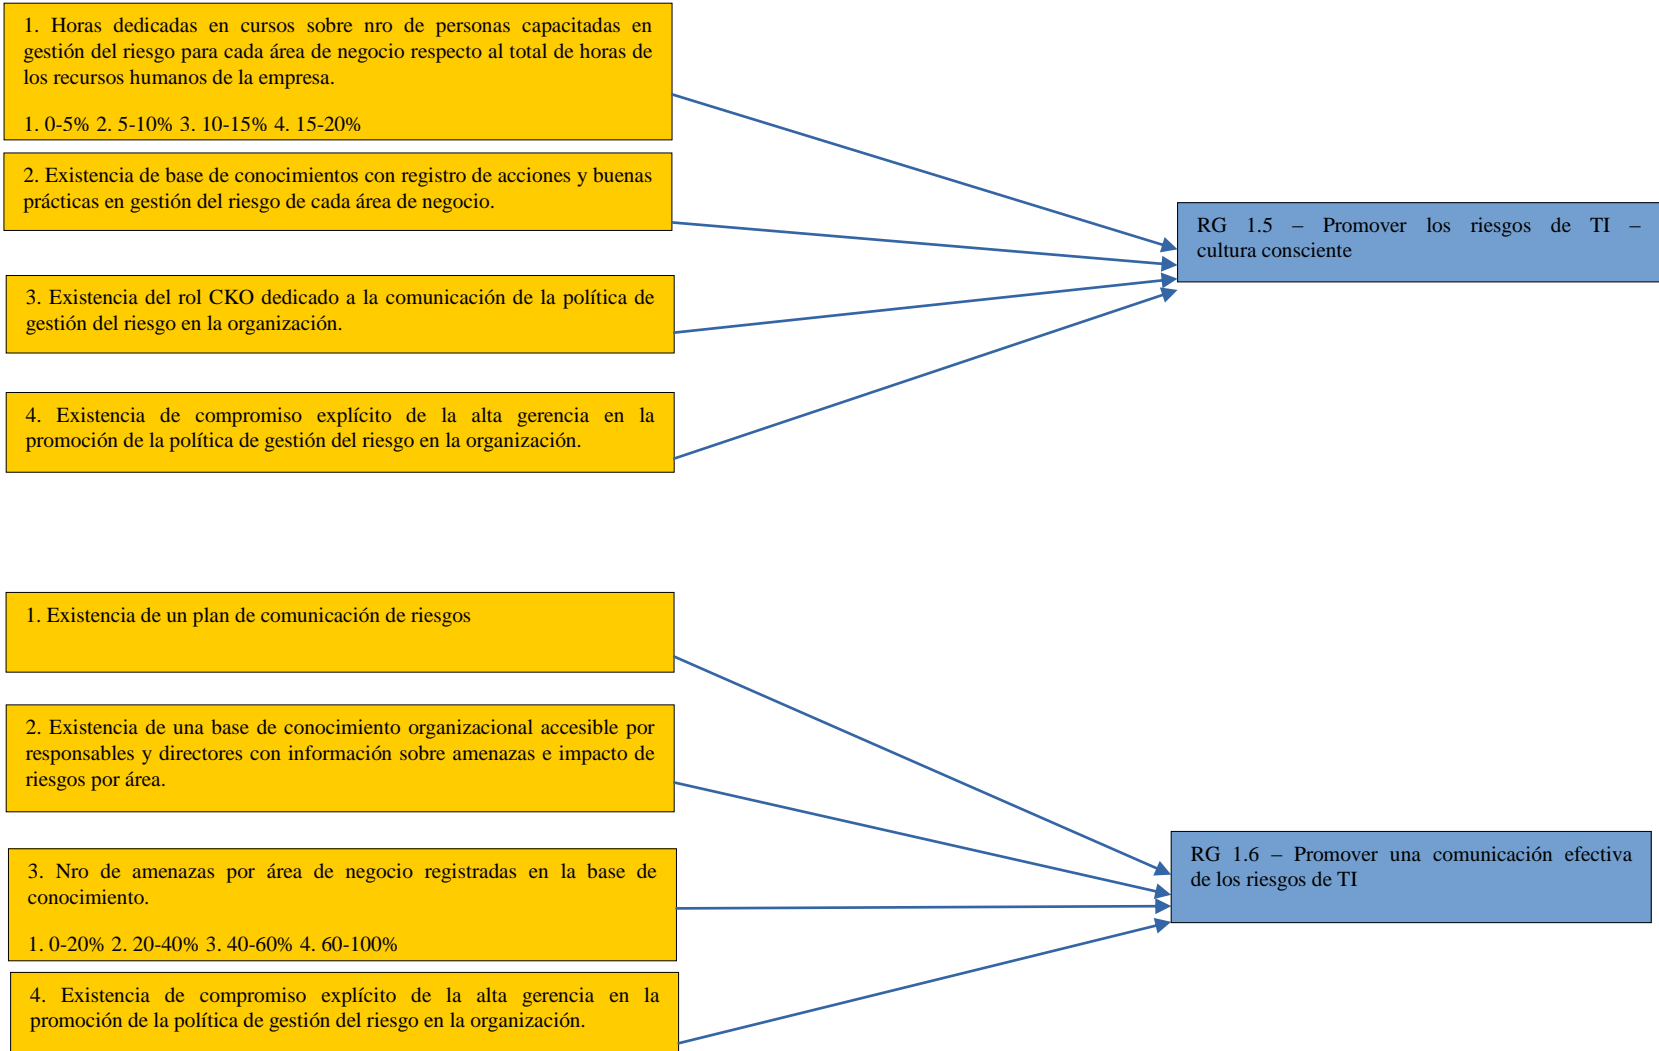 1. Horas dedicadas en cursos sobre nro de personas capacitadas en
gestión del riesgo para cada área de negocio respecto al total de horas de
los recursos humanos de la empresa.
1. 0-5% 2. 5-10% 3. 10-15% 4. 15-20%
2. Existencia de base de conocimientos con registro de acciones y buenas
prácticas en gestión del riesgo de cada área de negocio.
3. Existencia del rol CKO dedicado a la comunicación de la política de
gestión del riesgo en la organización.
4. Existencia de compromiso explícito de la alta gerencia en la
promoción de la política de gestión del riesgo en la organización.
RG 1.5 – Promover los riesgos de TI –
cultura consciente
1. Existencia de un plan de comunicación de riesgos
2. Existencia de una base de conocimiento organizacional accesible por
responsables y directores con información sobre amenazas e impacto de
riesgos por área.
3. Nro de amenazas por área de negocio registradas en la base de
conocimiento.
1. 0-20% 2. 20-40% 3. 40-60% 4. 60-100%
4. Existencia de compromiso explícito de la alta gerencia en la
promoción de la política de gestión del riesgo en la organización.
RG 1.6 – Promover una comunicación efectiva
de los riesgos de TI